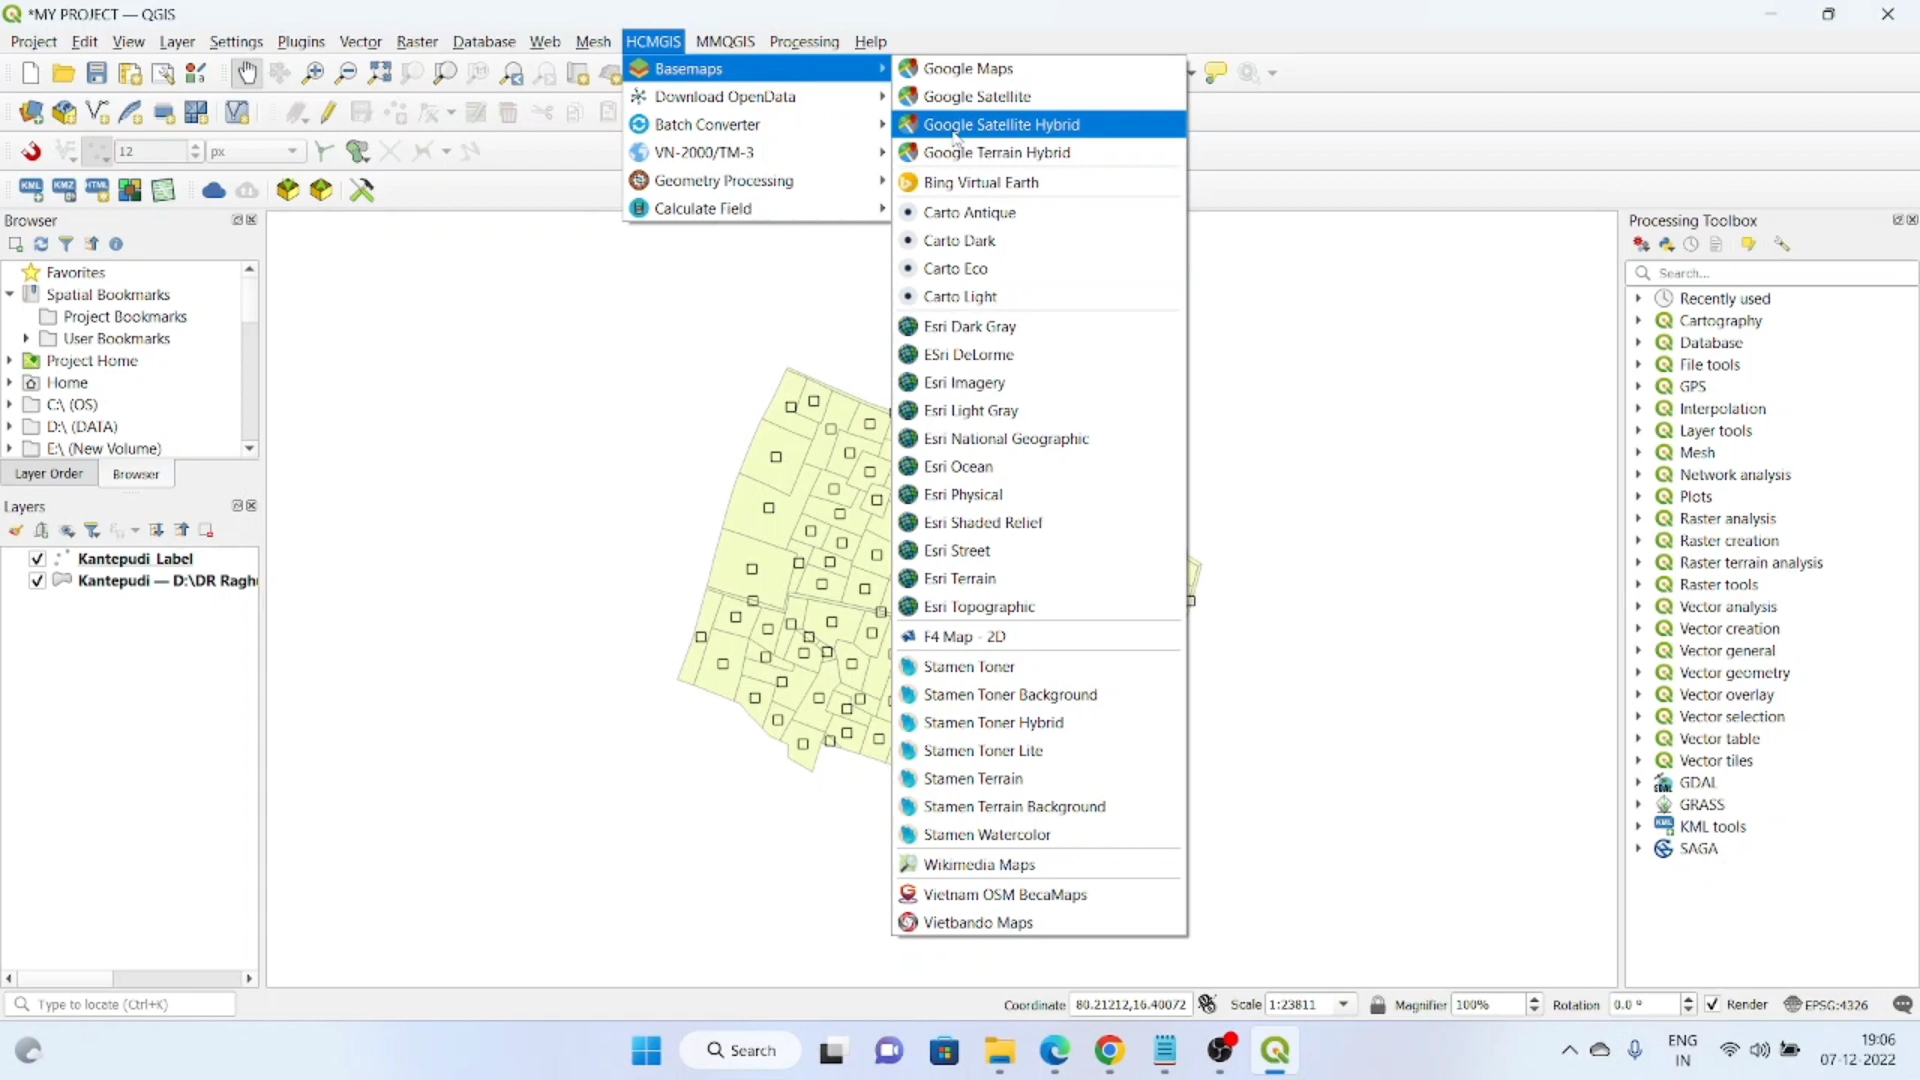 *MY PROJECT — QGIS
Project Edit View Layer Settings Plugins Vector Raster Database Web Mesh HCMGIS MMQGIS Processing Help
Basemaps
Download OpenData
Batch Converter
VN-2000/TM-3
Geometry Processing
Calculate Field
Google Maps
Google Satellite
Google Satellite Hybrid
Google Terrain Hybrid
Bing Virtual Earth
Carto Antique
Carto Dark
Carto Eco
Carto Light
Esri Dark Gray
ESri DeLorme
Esri Imagery
Esri Light Gray
Esri National Geographic
Esri Ocean
Esri Physical
Esri Shaded Relief
Esri Street
Esri Terrain
Esri Topographic
F4 Map - 2D
Stamen Toner
Stamen Toner Background
Stamen Toner Hybrid
Stamen Toner Lite
Stamen Terrain
Stamen Terrain Background
Stamen Watercolor
Wikimedia Maps
Vietnam OSM BecaMaps
Vietbando Maps
12 px
KML KMZ HTML
Browser
Favorites
Spatial Bookmarks
Project Bookmarks
User Bookmarks
Project Home
Home
C:\ (OS)
D:\ (DATA)
E:\ (New Volume)
Layer Order Browser
Layers
Kantepudi Label
Kantepudi — D:\DR Ragh
Processing Toolbox
Search...
Recently used
Cartography
Database
File tools
GPS
Interpolation
Layer tools
Mesh
Network analysis
Plots
Raster analysis
Raster creation
Raster terrain analysis
Raster tools
Vector analysis
Vector creation
Vector general
Vector geometry
Vector overlay
Vector selection
Vector table
Vector tiles
GDAL
GRASS
KML tools
SAGA
Type to locate (Ctrl+K)
Coordinate 80.21212,16.40072 Scale 1:23811 Magnifier 100% Rotation 0.0 ° Render EPSG:4326
Search
ENG
IN
19:06
07-12-2022